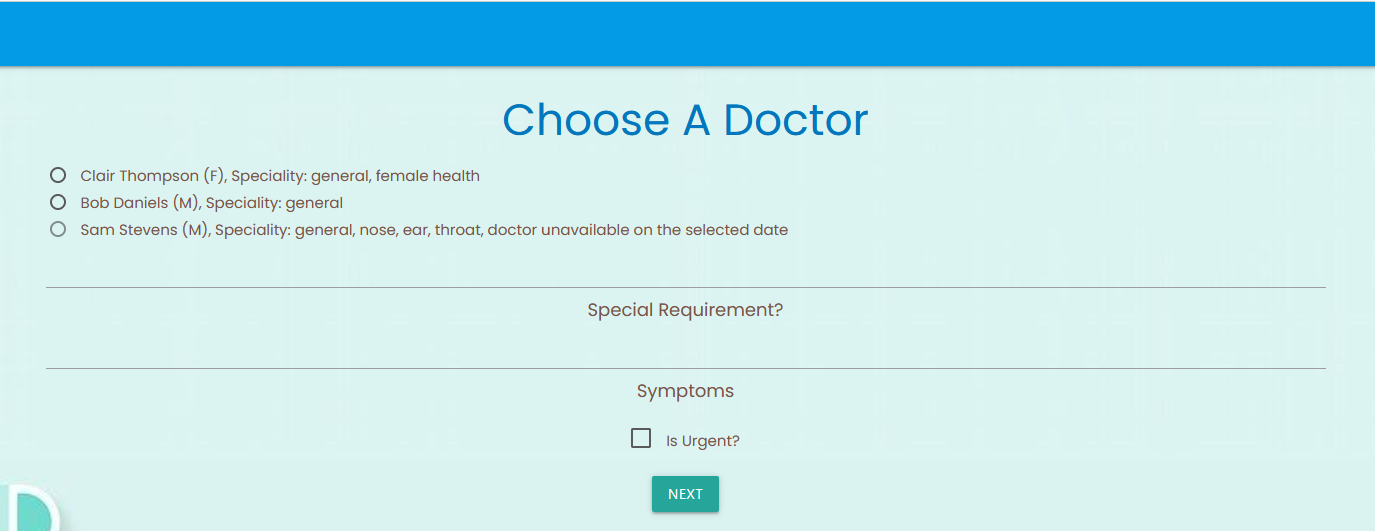 Choose A Doctor
Clair Thompson (F), Speciality: general, female health
Bob Daniels (M), Speciality: general
Sam Stevens (M), Speciality: general, nose, ear, throat, doctor unavailable on the selected date
Special Requirement?
Symptoms
Is Urgent?
NEXT